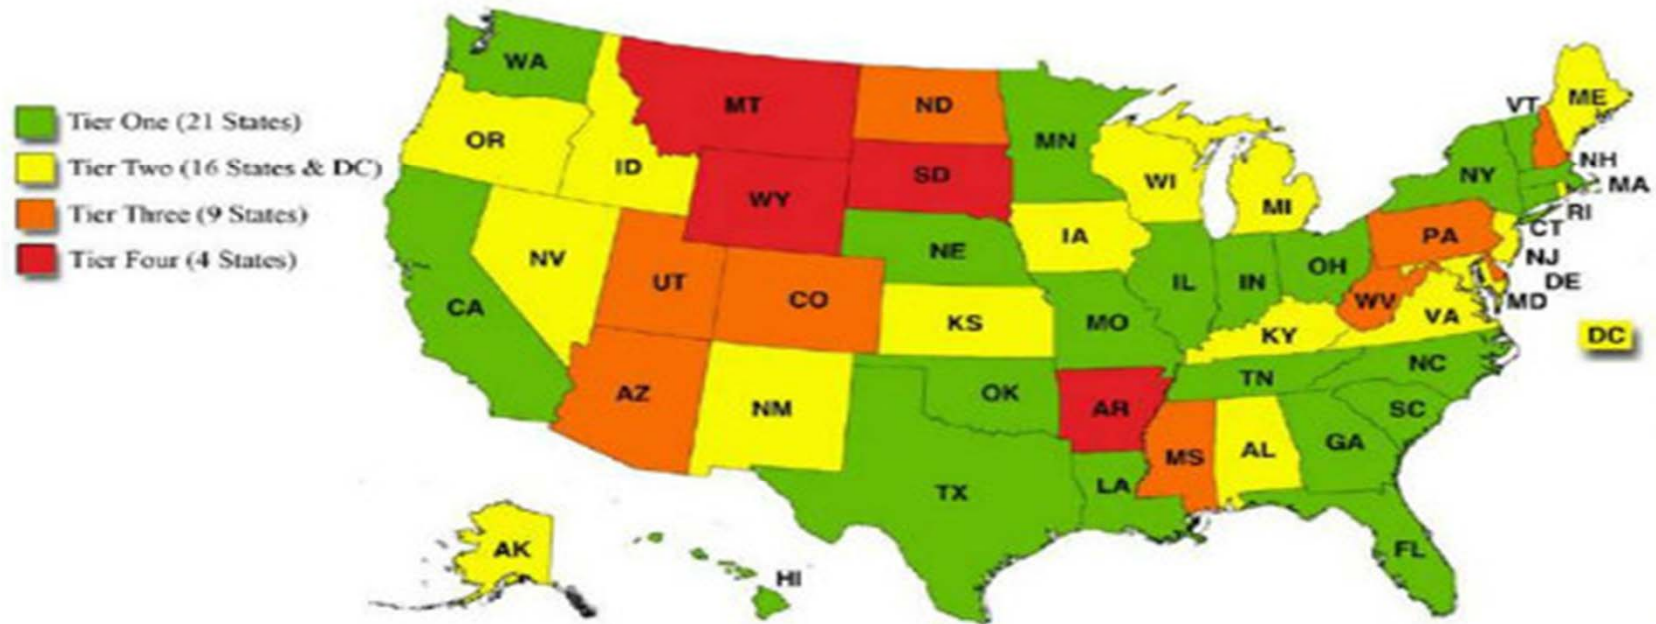 Tier One (21 States)
Tier Two (16 States & DC)
Tier Three (9 States)
Tier Four (4 States)
WA
MT
ND
MN
VT
ME
OR
ID
WY
SD
WI
MI
NY
NH
MA
RI
CT
NV
UT
CO
NE
IA
IL
IN
OH
PA
NJ
DE
MD
CA
KS
MO
KY
WV
VA
DC
AZ
NM
OK
AR
TN
NC
SC
TX
LA
MS
AL
GA
FL
AK
HI